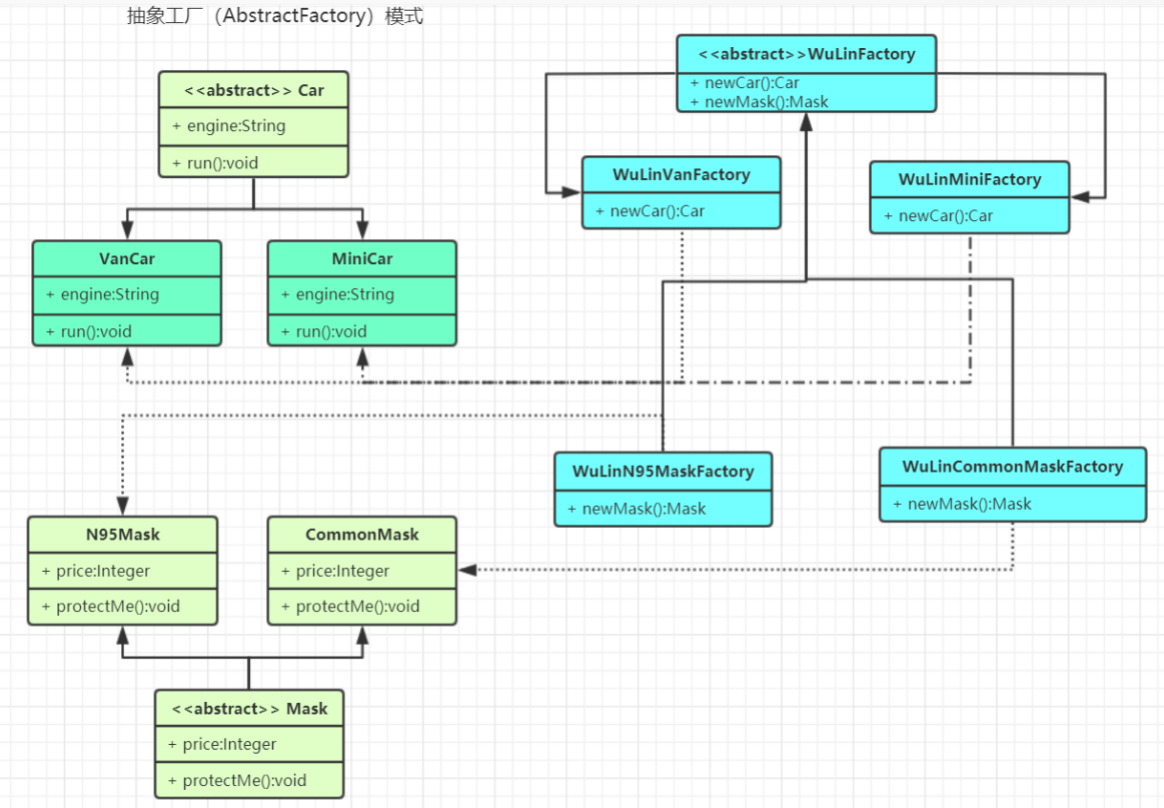 抽象工厂（AbstractFactory）模式
<<abstract>> Car
+ engine:String
+ run():void
VanCar
+ engine:String
+ run():void
MiniCar
+ engine:String
+ run():void
<<abstract>>WuLinFactory
+ newCar():Car
+ newMask():Mask
WuLinVanFactory
+ newCar():Car
WuLinMiniFactory
+ newCar():Car
WuLinN95MaskFactory
+ newMask():Mask
WuLinCommonMaskFactory
+ newMask():Mask
N95Mask
+ price:Integer
+ protectMe():void
CommonMask
+ price:Integer
+ protectMe():void
<<abstract>> Mask
+ price:Integer
+ protectMe():void